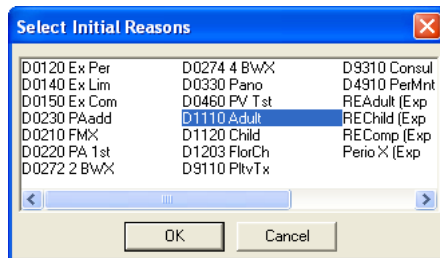 Select Initial Reasons
D0120 Ex Per
D0140 Ex Lim
D0150 Ex Com
D0230 PAadd
D0210 FMX
D0220 PA 1st
D0272 2 BWX
D0274 4 BWX
D0330 Pano
D0460 PV Tst
D1110 Adult
D1120 Child
D1203 FlorCh
D9110 PltvTx
D9310 Consul
D4910 PerMnt
REAdult (Exp
REChild (Exp
REComp (Exp
Perio X (Exp
OK
Cancel